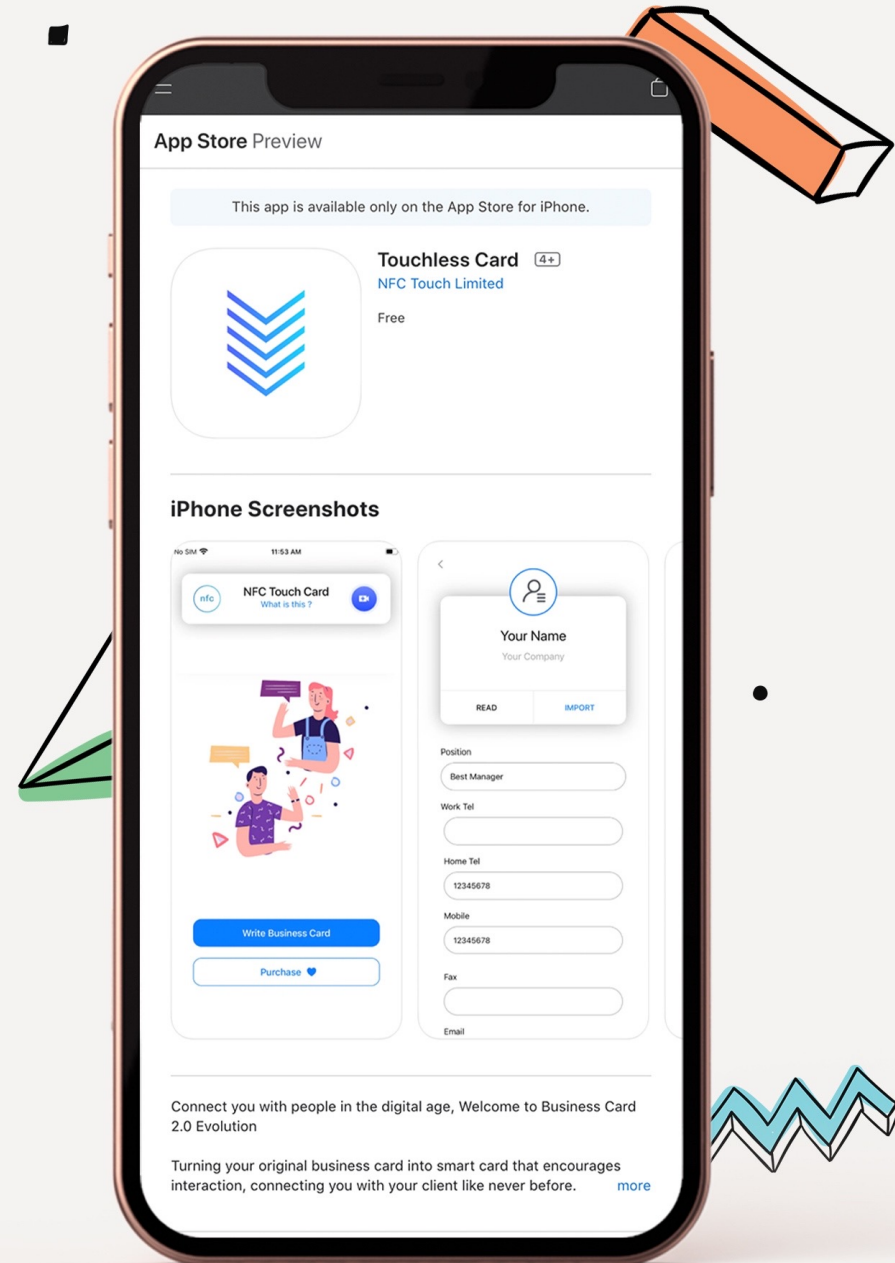 App Store Preview
This app is available only on the App Store for iPhone.
Touchless Card 4+
NFC Touch Limited
Free
iPhone Screenshots
No SIM 11:53 AM
nfc
NFC Touch Card
What is this ?
Write Business Card
Purchase
Your Name
Your Company
READ IMPORT
Position
Best Manager
Work Tel
Home Tel
12345678
Mobile
12345678
Fax
Email
Connect you with people in the digital age, Welcome to Business Card
2.0 Evolution
Turning your original business card into smart card that encourages
interaction, connecting you with your client like never before. more